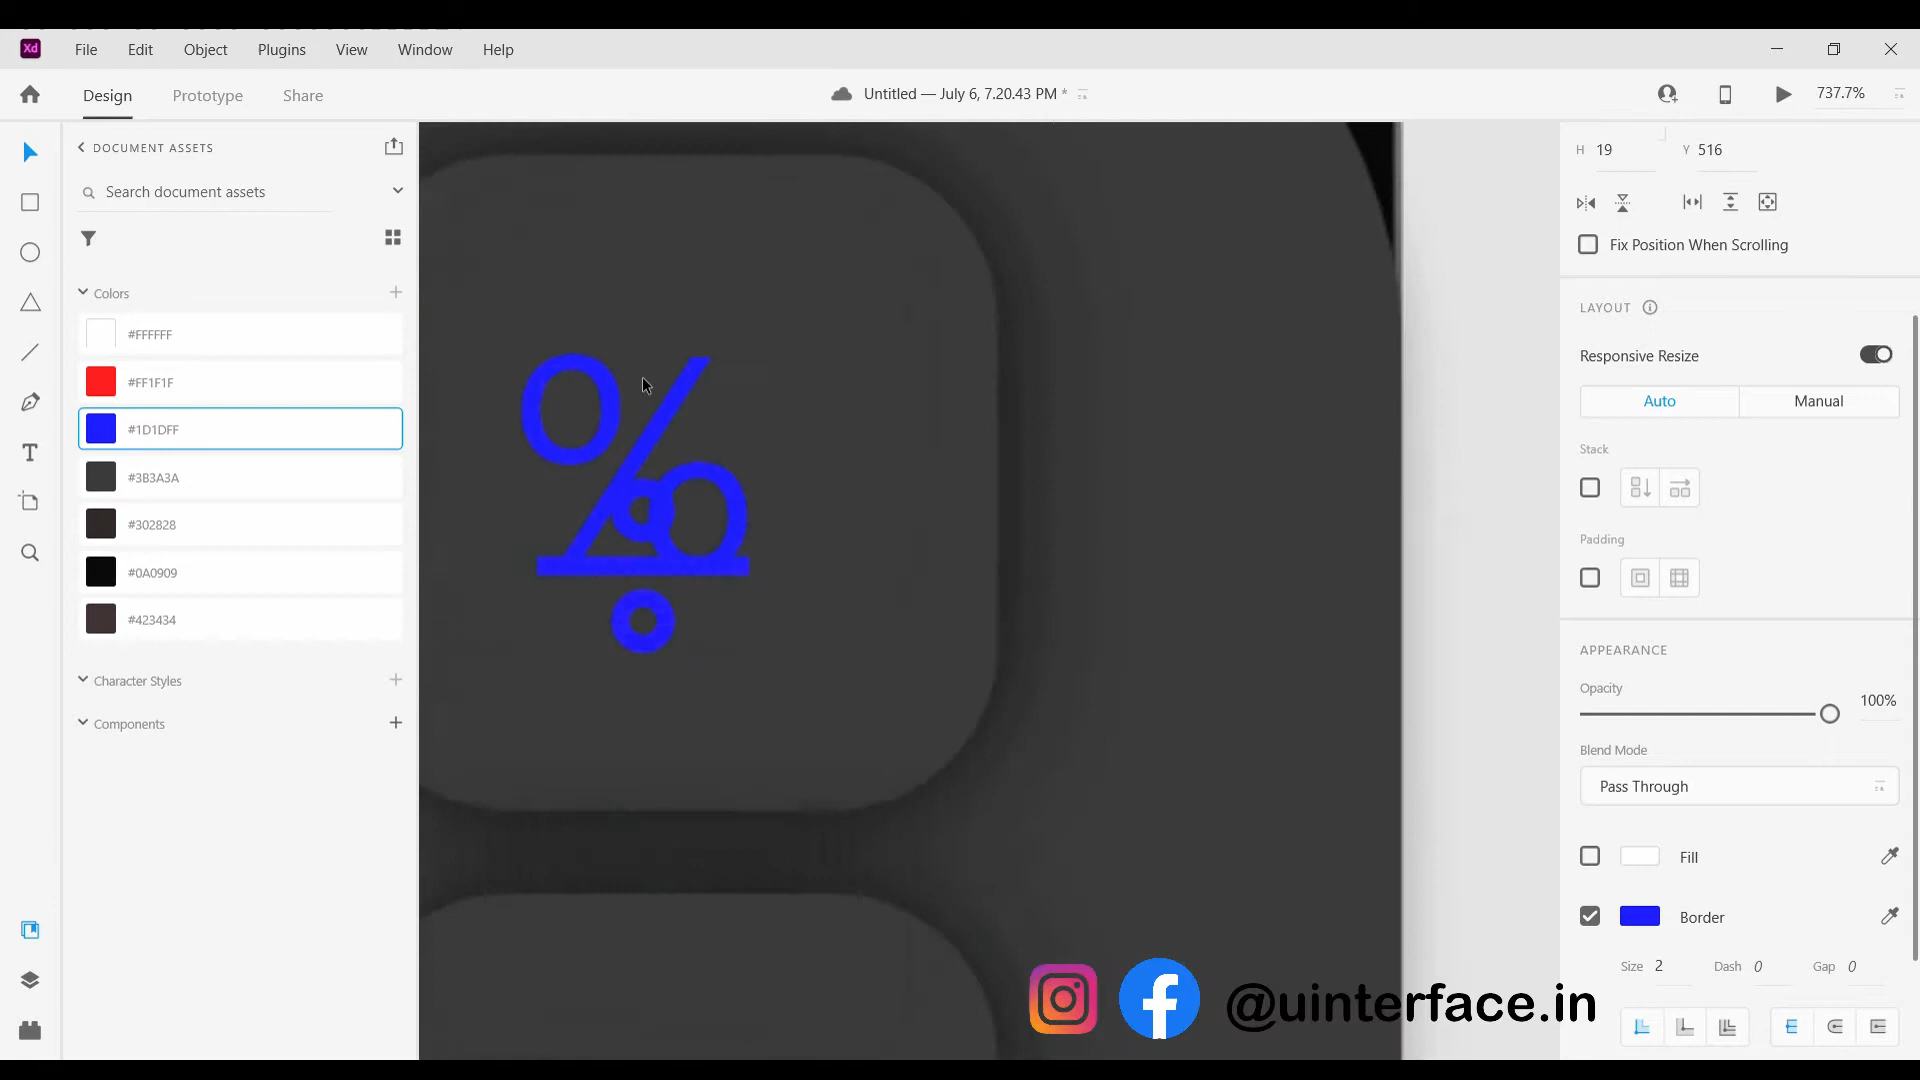 Xd File Edit Object Plugins View Window Help
Design Prototype Share
Untitled — July 6, 7.20.43 PM *
737.7%
DOCUMENT ASSETS
Search document assets
Colors
#FFFFFF
#FF1F1F
#1D1DFF
#3B3A3A
#302828
#0A0909
#423434
Character Styles
Components
%
H 19 Y 516
Fix Position When Scrolling
LAYOUT
Responsive Resize
Auto Manual
Stack
Padding
APPEARANCE
Opacity
100%
Blend Mode
Pass Through
Fill
Border
Size 2 Dash 0 Gap 0
@uinterface.in